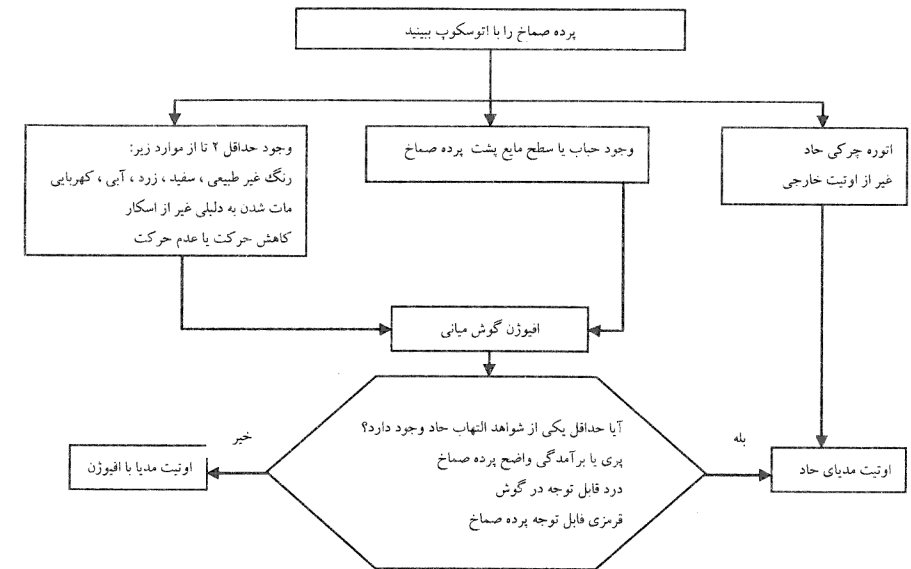 پرده صماخ را با اتوسکوپ ببینید
اتوره چرکی حاد
غیر از اوتیت خارجی
وجود حباب یا سطح مایع پشت پرده صماخ
وجود حداقل ۲ تا از موارد زیر:
رنگ غیر طبیعی ، سفید ، زرد ، آبی ، کهربایی
مات شدن به دلیلی غیر از اسکار
کاهش حرکت یا عدم حرکت
افیوژن گوش میانی
آیا حداقل یکی از شواهد التهاب حاد وجود دارد؟
پری یا برآمدگی واضح پرده صماخ
درد قابل توجه در گوش
قرمزی قابل توجه پرده صماخ
بله
اوتیت مدیای حاد
خیر
اوتیت مدیا با افیوژن